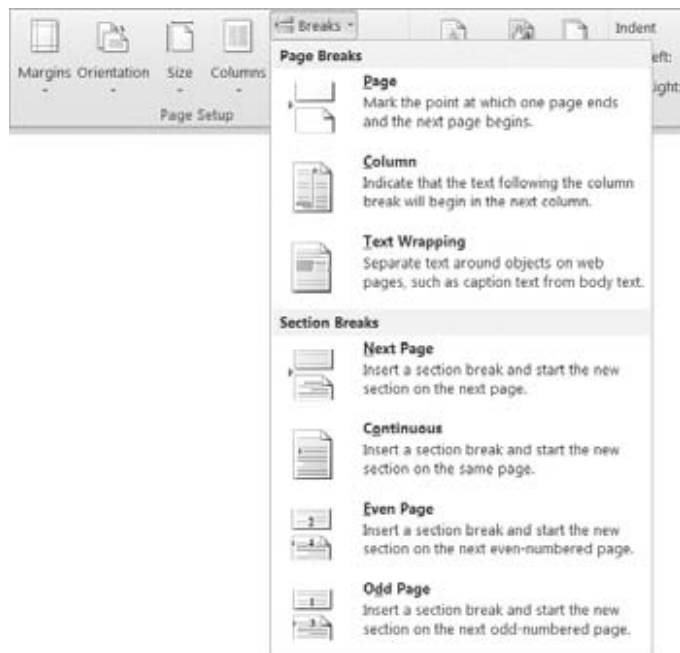 Breaks
Indent
Margins Orientation Size Columns
Page Setup
eft:
ight:
Page Breaks
Page
Mark the point at which one page ends
and the next page begins.
Column
Indicate that the text following the column
break will begin in the next column.
Text Wrapping
Separate text around objects on web
pages, such as caption text from body text.
Section Breaks
Next Page
Insert a section break and start the new
section on the next page.
Continuous
Insert a section break and start the new
section on the same page.
Even Page
Insert a section break and start the new
section on the next even-numbered page.
Odd Page
Insert a section break and start the new
section on the next odd-numbered page.